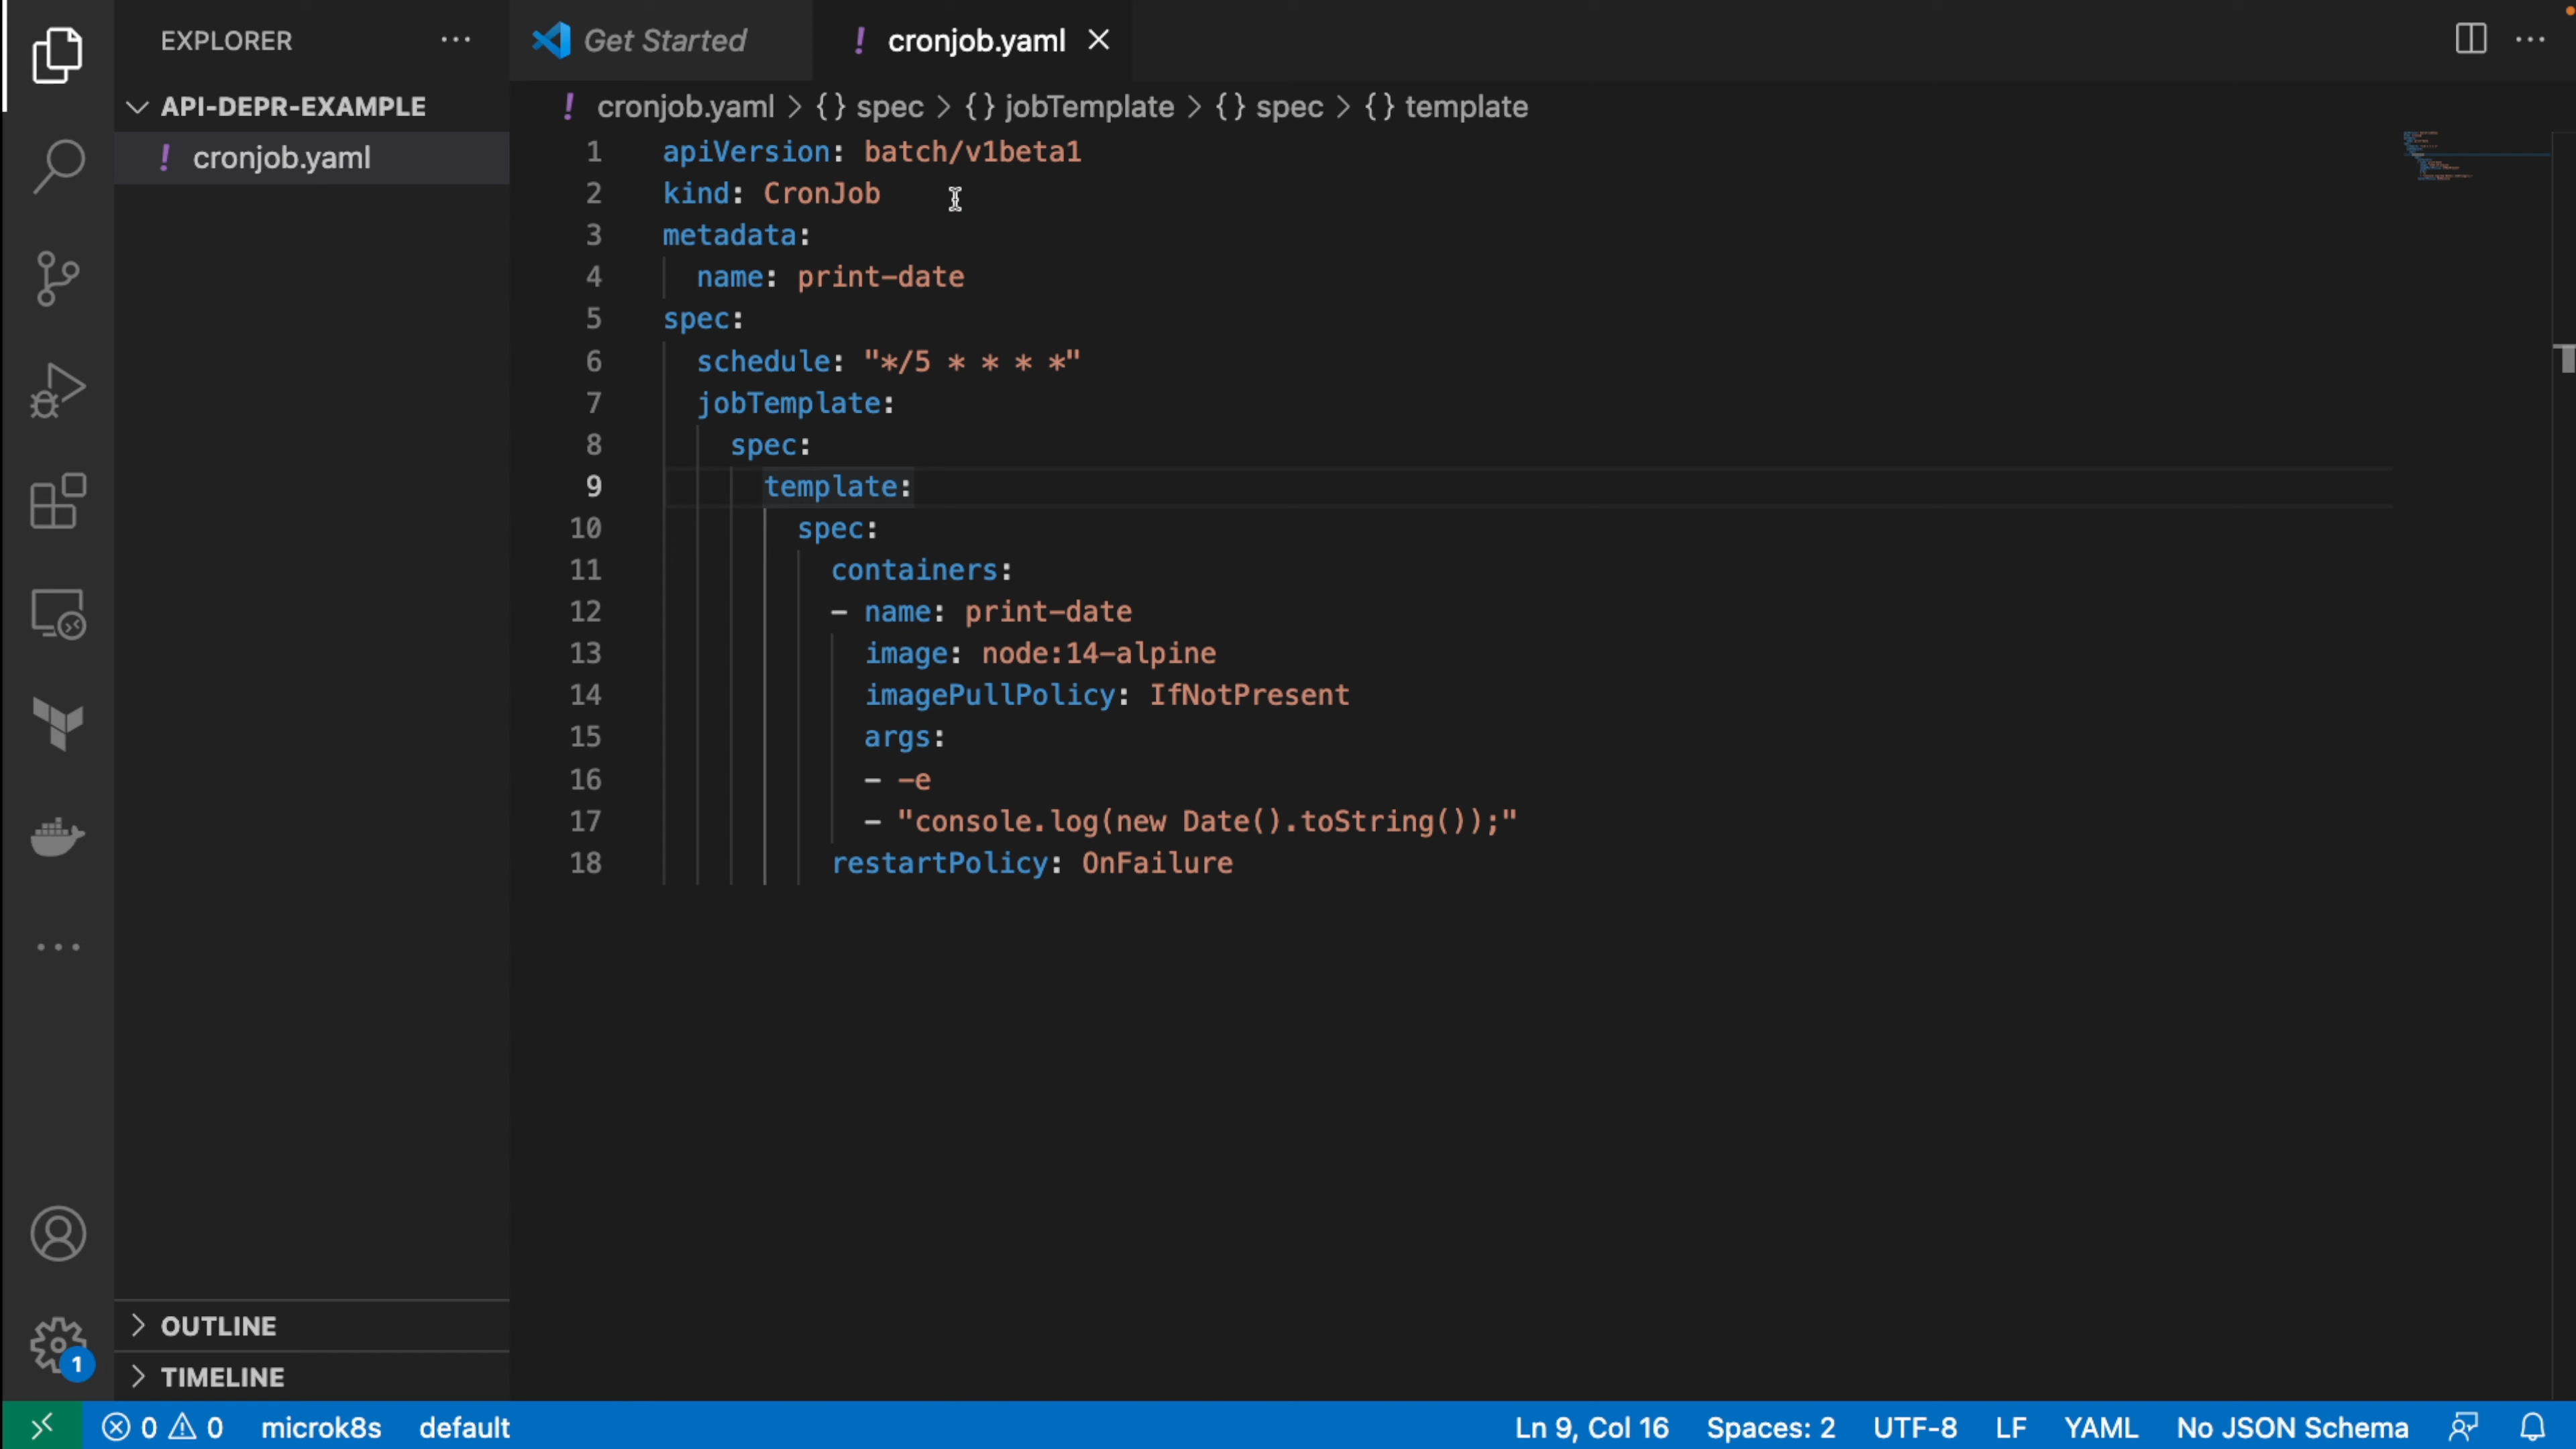 EXPLORER
Get Started
cronjob.yaml
API-DEPR-EXAMPLE
cronjob.yaml
cronjob.yaml > {} spec > {} jobTemplate > {} spec > {} template
1 apiVersion: batch/v1beta1
2 kind: CronJob
3 metadata:
4 name: print-date
5 spec:
6 schedule: "*/5 * * * *"
7 jobTemplate:
8 spec:
9 template:
10 spec:
11 containers:
12 - name: print-date
13 image: node:14-alpine
14 imagePullPolicy: IfNotPresent
15 args:
16 - -e
17 - "console.log(new Date().toString());"
18 restartPolicy: OnFailure
OUTLINE
1
TIMELINE
0 0 microk8s default Ln 9, Col 16 Spaces: 2 UTF-8 LF YAML No JSON Schema